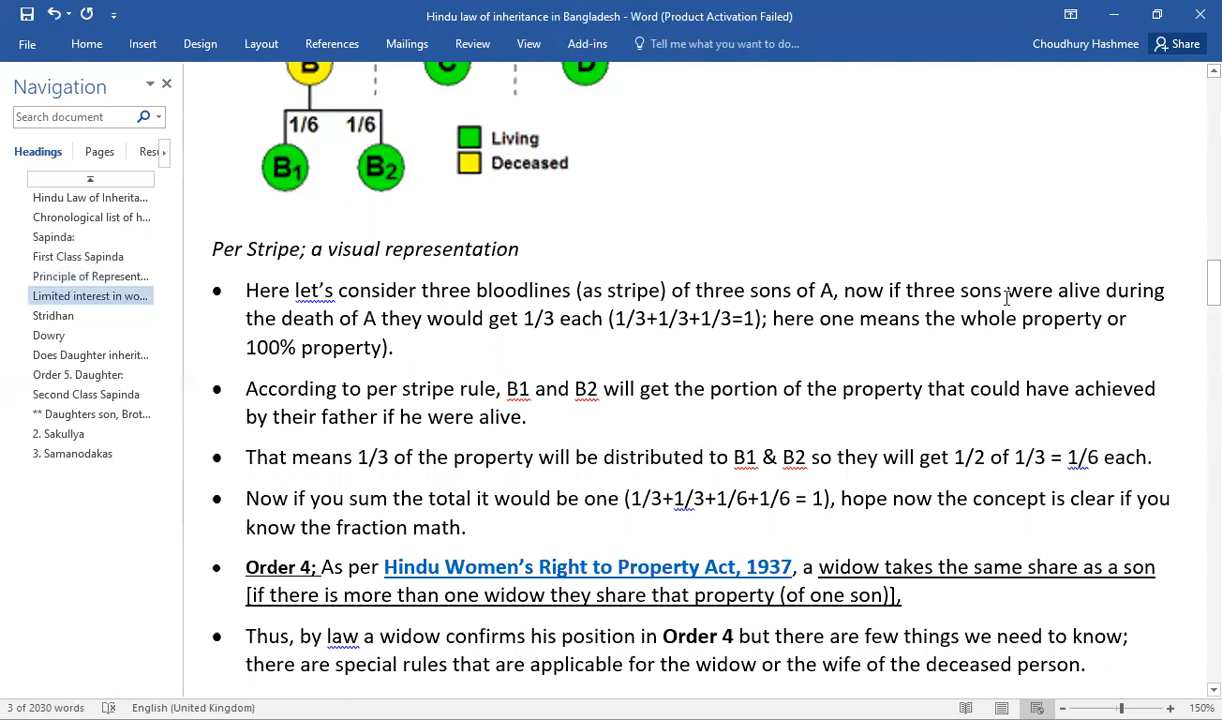 Hindu law of inheritance in Bangladesh - Word (Product Activation Failed)
File Home Insert Design Layout References Mailings Review View Add-ins Tell me what you want to do... Choudhury Hashmee Share
Navigation
Search document
Headings Pages Resu
Hindu Law of Inherita...
Chronological list of h...
Sapinda:
First Class Sapinda
Principle of Represent...
Limited interest in wo...
Stridhan
Dowry
Does Daughter inherit...
Order 5. Daughter:
Second Class Sapinda
** Daughters son, Brot...
2. Sakullya
3. Samanodakas
B C D
1/6 1/6
B1 B2
Living
Deceased
Per Stripe; a visual representation
• Here let's consider three bloodlines (as stripe) of three sons of A, now if three sons were alive during
the death of A they would get 1/3 each (1/3+1/3+1/3=1); here one means the whole property or
100% property).
• According to per stripe rule, B1 and B2 will get the portion of the property that could have achieved
by their father if he were alive.
• That means 1/3 of the property will be distributed to B1 & B2 so they will get 1/2 of 1/3 = 1/6 each.
• Now if you sum the total it would be one (1/3+1/3+1/6+1/6 = 1), hope now the concept is clear if you
know the fraction math.
• Order 4; As per Hindu Women's Right to Property Act, 1937, a widow takes the same share as a son
[if there is more than one widow they share that property (of one son)],
• Thus, by law a widow confirms his position in Order 4 but there are few things we need to know;
there are special rules that are applicable for the widow or the wife of the deceased person.
3 of 2030 words English (United Kingdom) 150%